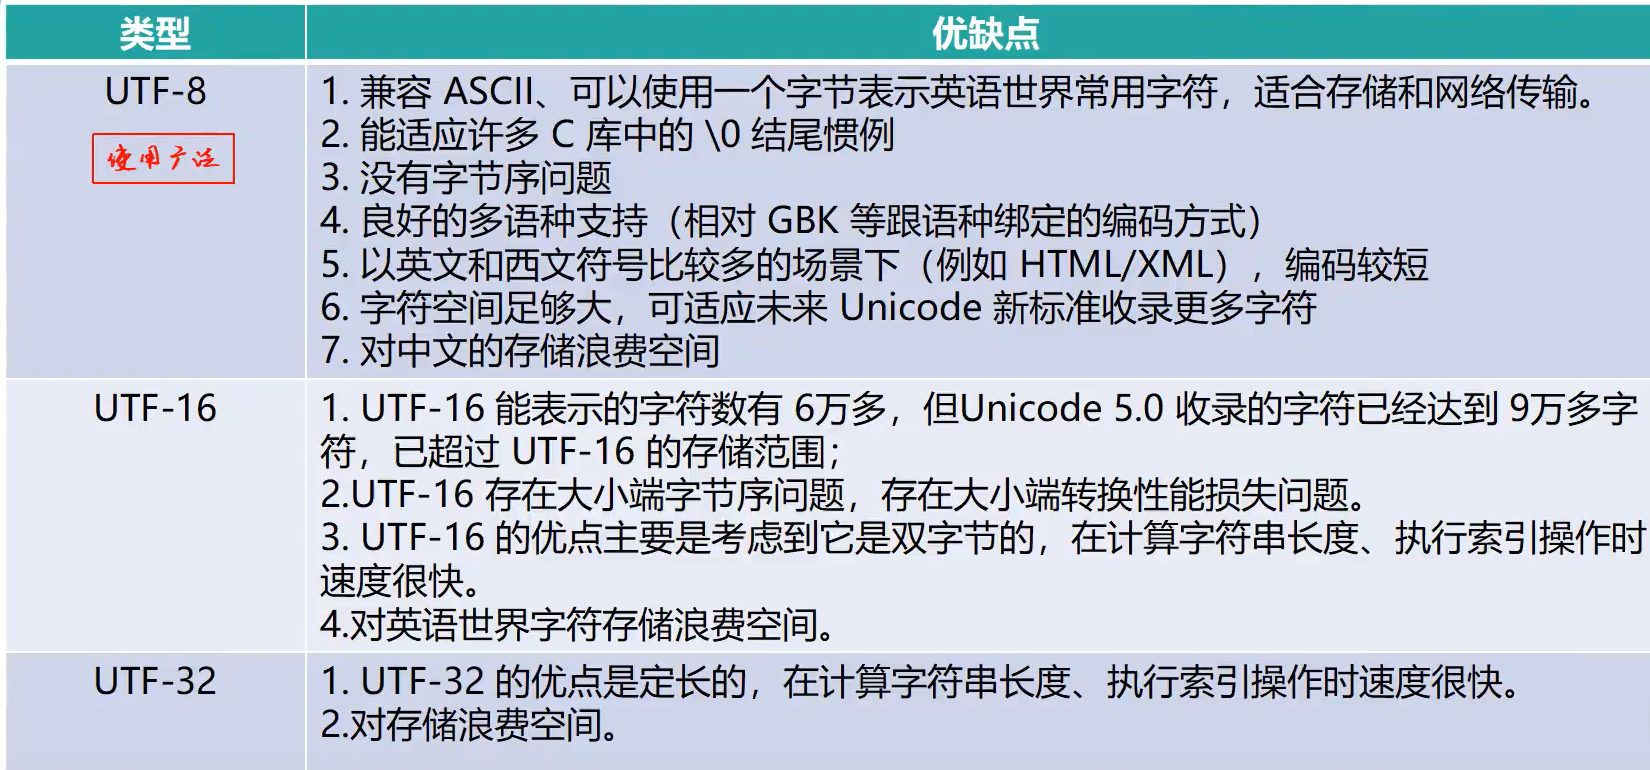 类型
优缺点
UTF-8
使用广泛
1. 兼容 ASCII、可以使用一个字节表示英语世界常用字符，适合存储和网络传输。
2. 能适应许多 C 库中的 \0 结尾惯例
3. 没有字节序问题
4. 良好的多语种支持（相对 GBK 等跟语种绑定的编码方式）
5. 以英文和西文符号比较多的场景下（例如 HTML/XML），编码较短
6. 字符空间足够大，可适应未来 Unicode 新标准收录更多字符
7. 对中文的存储浪费空间
UTF-16
1. UTF-16 能表示的字符数有 6万多，但Unicode 5.0 收录的字符已经达到 9万多字
符，已超过 UTF-16 的存储范围；
2.UTF-16 存在大小端字节序问题，存在大小端转换性能损失问题。
3. UTF-16 的优点主要是考虑到它是双字节的，在计算字符串长度、执行索引操作时
速度很快。
4.对英语世界字符存储浪费空间。
UTF-32
1. UTF-32 的优点是定长的，在计算字符串长度、执行索引操作时速度很快。
2.对存储浪费空间。